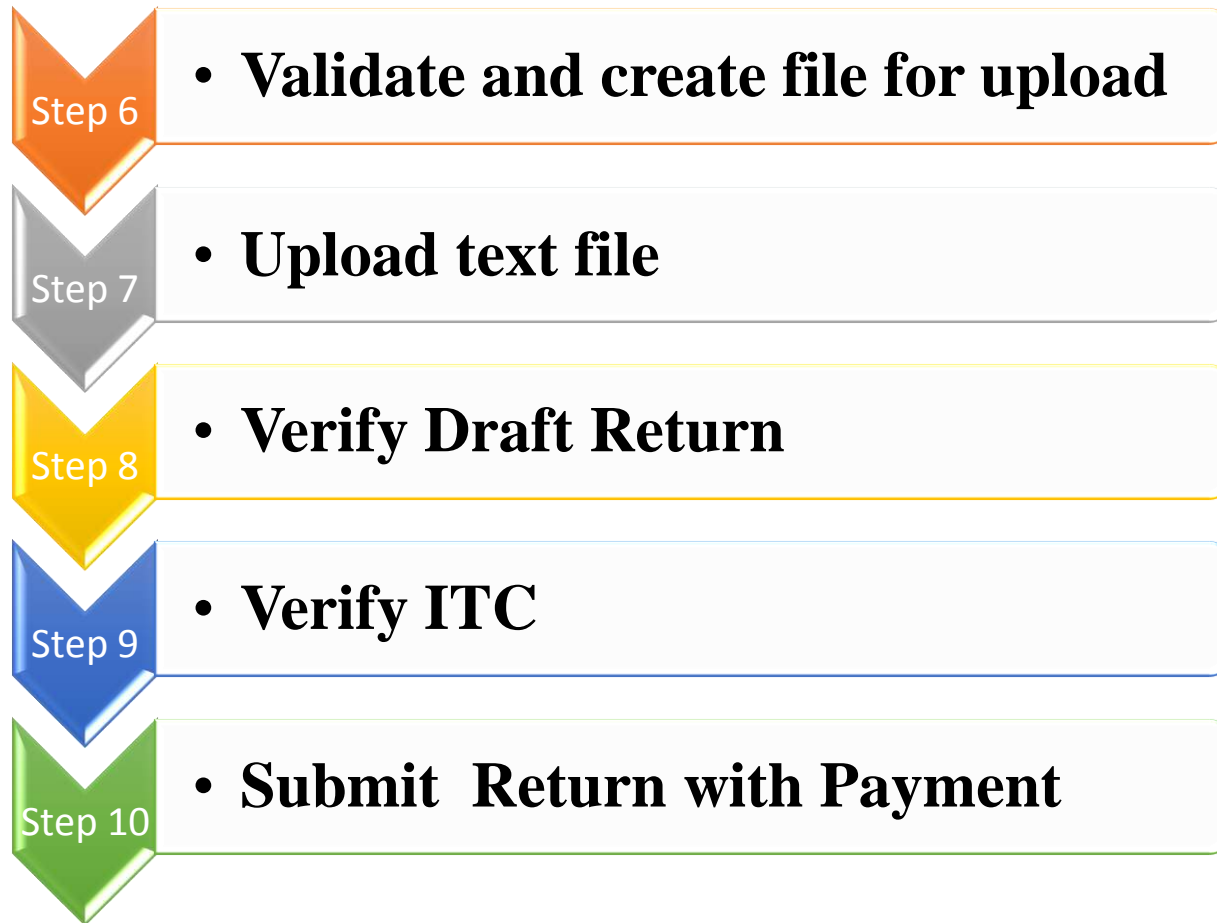 Step 6
• Validate and create file for upload
Step 7
• Upload text file
Step 8
• Verify Draft Return
Step 9
• Verify ITC
Step 10
• Submit  Return with Payment